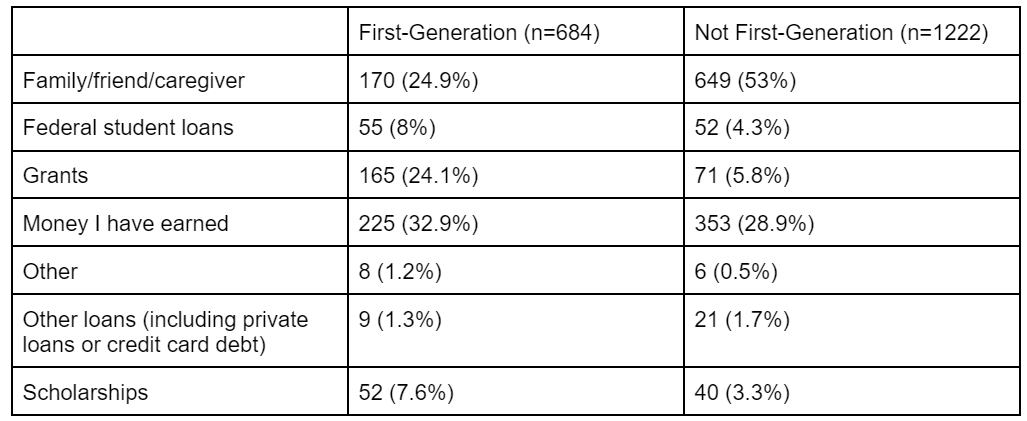 First-Generation (n=684) Not First-Generation (n=1222)
Family/friend/caregiver 170 (24.9%) 649 (53%)
Federal student loans 55 (8%) 52 (4.3%)
Grants 165 (24.1%) 71 (5.8%)
Money I have earned 225 (32.9%) 353 (28.9%)
Other 8 (1.2%) 6 (0.5%)
Other loans (including private 9 (1.3%) 21 (1.7%)
loans or credit card debt)
Scholarships 52 (7.6%) 40 (3.3%)